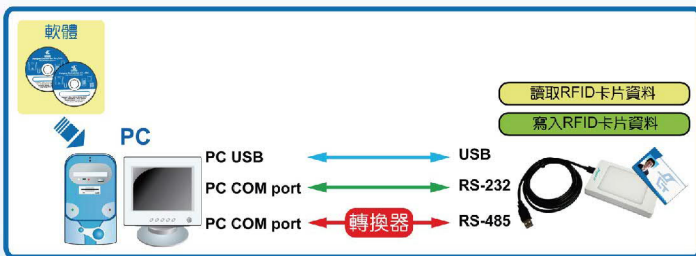 軟體
讀取RFID卡片資料
寫入RFID卡片資料
PC
PC USB
USB
PC COM port
RS-232
PC COM port
轉換器
RS-485